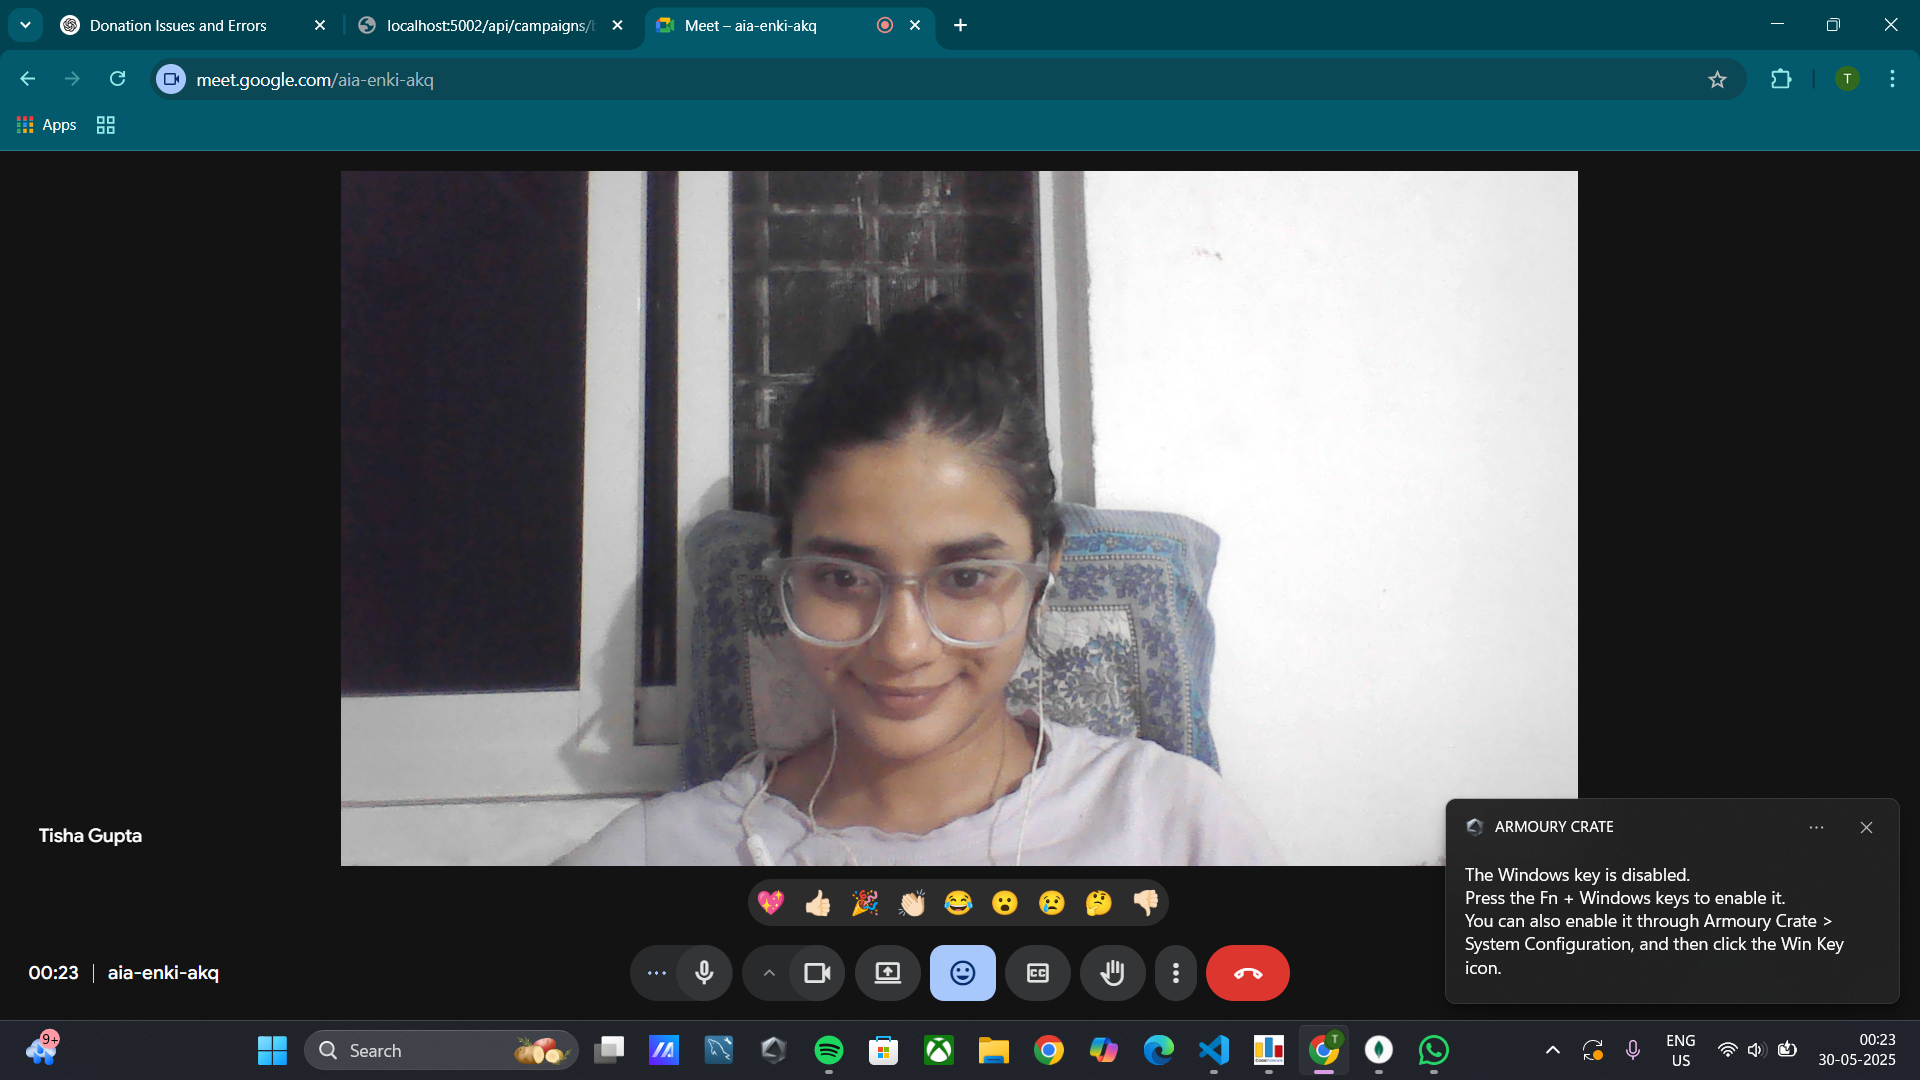 Donation Issues and Errors
localhost:5002/api/campaigns/
Meet – aia-enki-akq
meet.google.com/aia-enki-akq
T
Apps
Tisha Gupta
ARMOURY CRATE
The Windows key is disabled.
Press the Fn + Windows keys to enable it.
You can also enable it through Armoury Crate >
System Configuration, and then click the Win Key
icon.
00:23 | aia-enki-akq
CC
9+
Search
T
ENG
US
00:23
30-05-2025